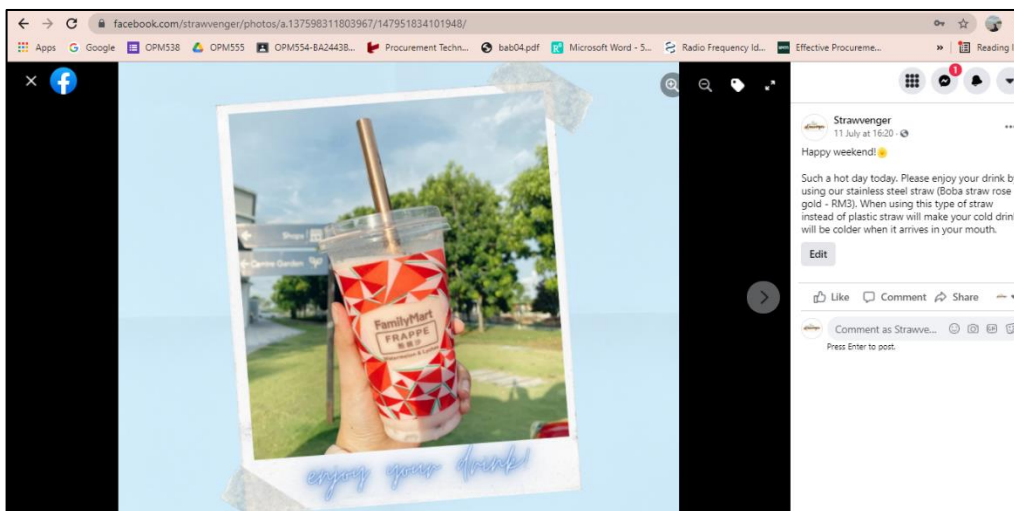 facebook.com/strawvenger/photos/a.137598311803967/147951834101948/
Apps Google OPM538 OPM555 OPM554-BA2443B... Procurement Techn... bab04.pdf Microsoft Word - 5... Radio Frequency Id... Effective Procureme... » Reading l
1
Strawvenger
11 July at 16:20
Happy weekend!
Such a hot day today. Please enjoy your drink by
using our stainless steel straw (Boba straw rose
gold - RM3). When using this type of straw
instead of plastic straw will make your cold drin
will be colder when it arrives in your mouth.
Edit
Like Comment Share
Comment as Strawve...
Press Enter to post.
Shops
Centre Garden
FamilyMart
FRAPPE
enjoy your drink!